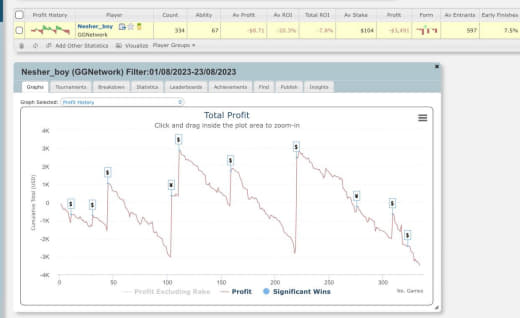 Profit History Player Count Ability Av Profit Av ROI Total ROI Av Stake Profit Form Av Entrants Early Finishes
Nesher_boy (GGNetwork) 334 67 -$8.71 -10.3% -7.6% $104 -$3,491 597 7.5%
Add Other Statistics Visualize Player Groups
Nesher_boy (GGNetwork) Filter:01/08/2023-23/08/2023
Graphs Tournaments Breakdown Statistics Leaderboards Achievements Find Publish Insights
Graph Selected: Profit History
Total Profit
Click and drag inside the plot area to zoom-in
Cumulative Total (USD)
4K
3K
2K
1K
0
-1K
-2K
-3K
-4K
$ $ $ $ $ $ $ $
0 50 100 150 200 250 300
No. Games
Profit Excluding Rake Profit Significant Wins